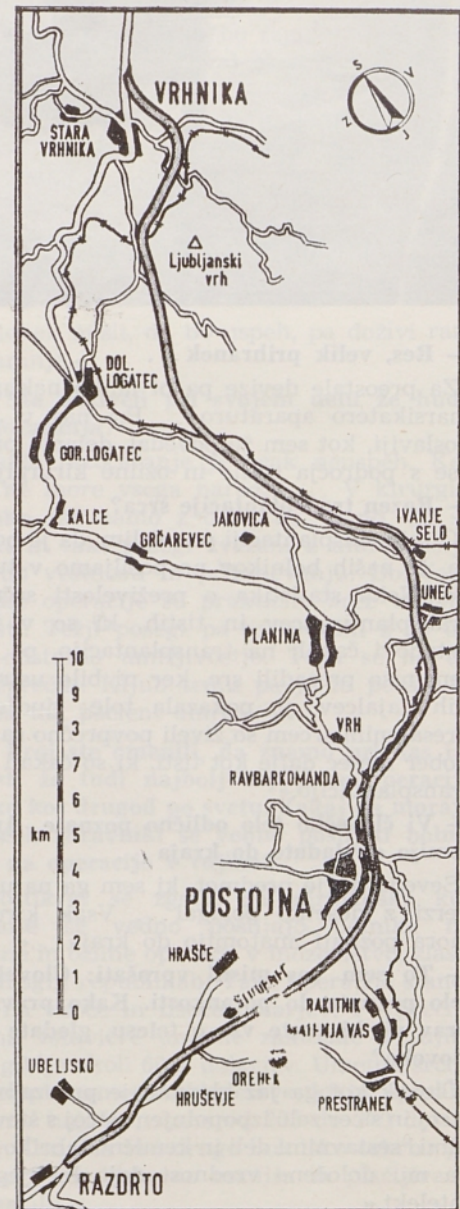 VRHNIKA
S
V
Z
J
STARA
VRHNIKA
Ljubljanski
vrh
DOL.
LOGATEC
GOR. LOGATEC
KALCE
JAKOVICA
GRČAREVEC
IVANJE
SELO
UNEC
PLANINA
VRH
RAVBARKOMANDA
10
9
8
7
6
km
5
4
3
2
1
0
POSTOJNA
HRAŠČE
RAKITNIK
MATENJA VAS
OREHEK
PRESTRANEK
UBELJSKO
HRUŠEVJE
RAZDRTO